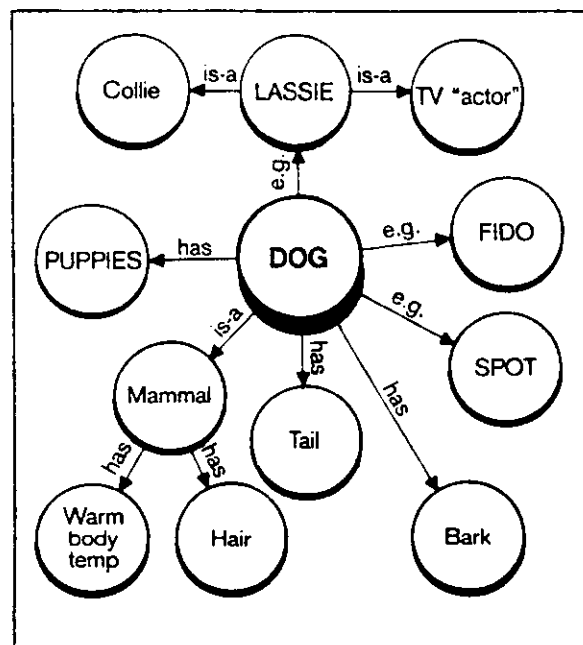 Collie
is-a
LASSIE
is-a
TV "actor"
e.g.
PUPPIES
has
DOG
e.g.
FIDO
e.g.
SPOT
is-a
Mammal
has
Tail
has
Bark
has
Warm
body
temp
has
Hair